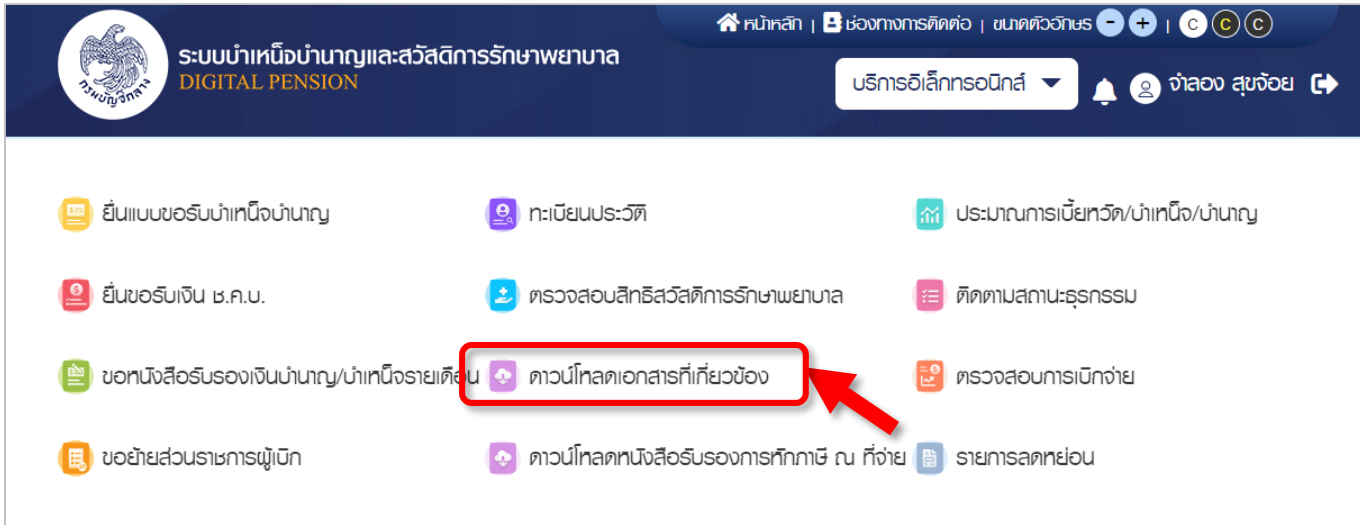 หน้าหลัก | ช่องทางการติดต่อ | ขนาดตัวอักษร - + | C C C
ระบบบำเหน็จบำนาญและสวัสดิการรักษาพยาบาล
DIGITAL PENSION
กรมบัญชีกลาง
บริการอิเล็กทรอนิกส์
จำลอง สุขจ้อย
ยื่นแบบขอรับบำเหน็จบำนาญ
ทะเบียนประวัติ
ประมาณการเบี้ยหวัด/บำเหน็จ/บำนาญ
ยื่นขอรับเงิน ช.ค.บ.
ตรวจสอบสิทธิสวัสดิการรักษาพยาบาล
ติดตามสถานะธุรกรรม
ขอหนังสือรับรองเงินบำนาญ/บำเหน็จรายเดือน
ดาวน์โหลดเอกสารที่เกี่ยวข้อง
ตรวจสอบการเบิกจ่าย
ขอย้ายส่วนราชการผู้เบิก
ดาวน์โหลดหนังสือรับรองการหักภาษี ณ ที่จ่าย
รายการลดหย่อน